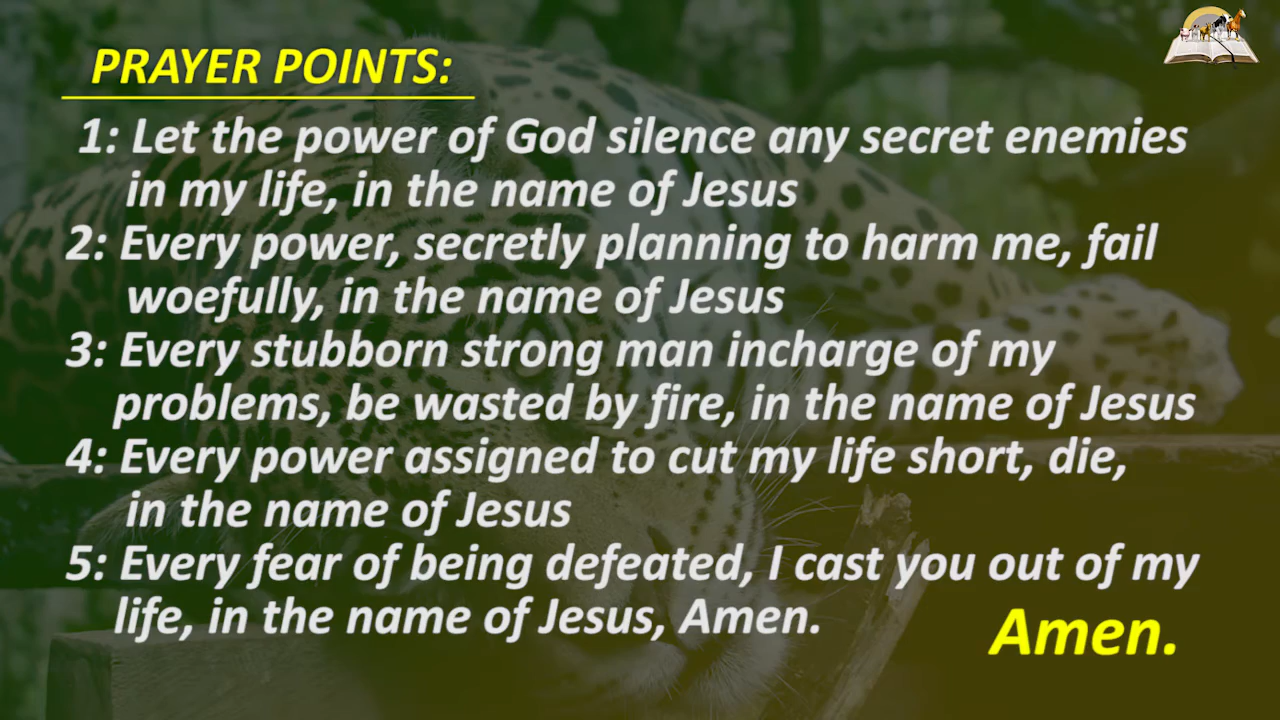 PRAYER POINTS:
1: Let the power of God silence any secret enemies
in my life, in the name of Jesus
2: Every power, secretly planning to harm me, fail
woefully, in the name of Jesus
3: Every stubborn strong man incharge of my
problems, be wasted by fire, in the name of Jesus
4: Every power assigned to cut my life short, die,
in the name of Jesus
5: Every fear of being defeated, I cast you out of my
life, in the name of Jesus, Amen.
Amen.